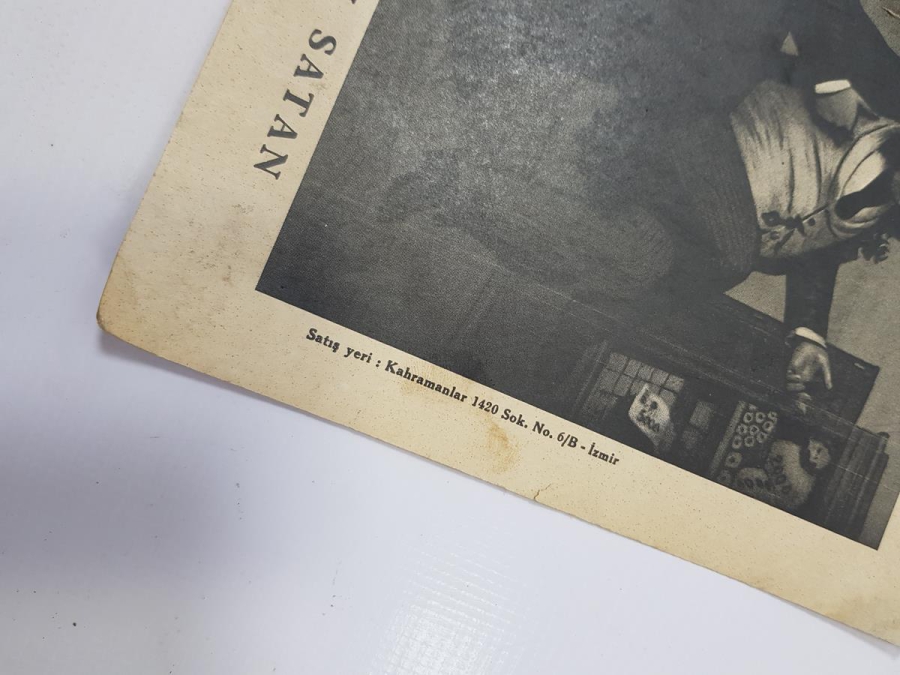 SATAN
Satış yeri : Kahramanlar 1420 Sok. No. 6/B - İzmir